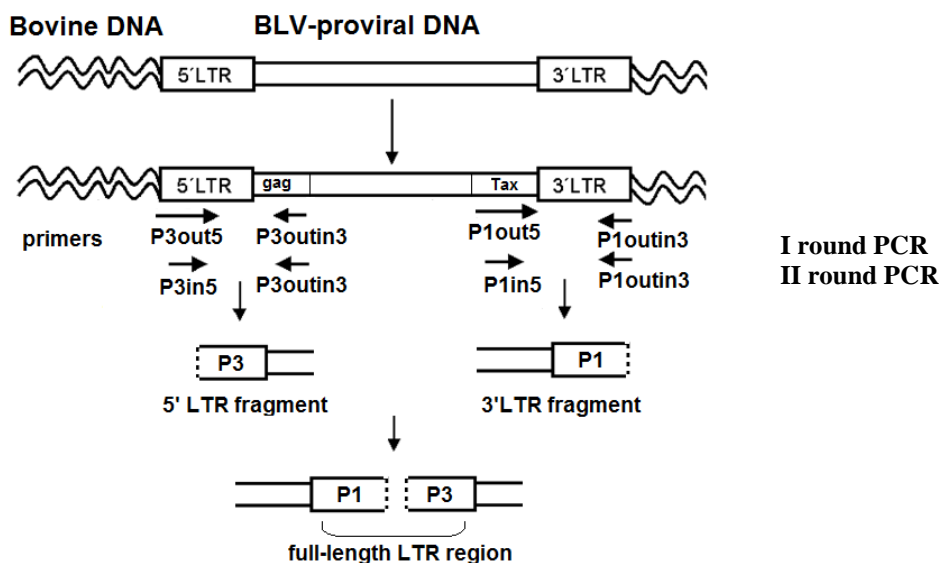 Bovine DNA BLV-proviral DNA
5´LTR 3´LTR
5´LTR gag Tax 3´LTR
primers P3out5 P3outin3 P1out5 P1outin3 I round PCR
P3in5 P3outin3 P1in5 P1outin3 II round PCR
P3 P1
5' LTR fragment 3'LTR fragment
P1 P3
full-length LTR region